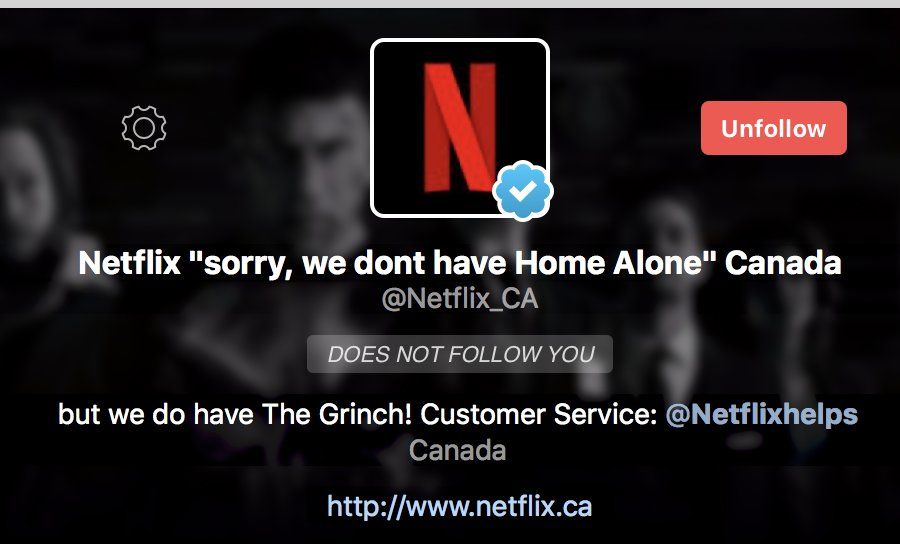 N
Unfollow
Netflix "sorry, we dont have Home Alone" Canada
@Netflix_CA
DOES NOT FOLLOW YOU
but we do have The Grinch! Customer Service: @Netflixhelps
Canada
http://www.netflix.ca